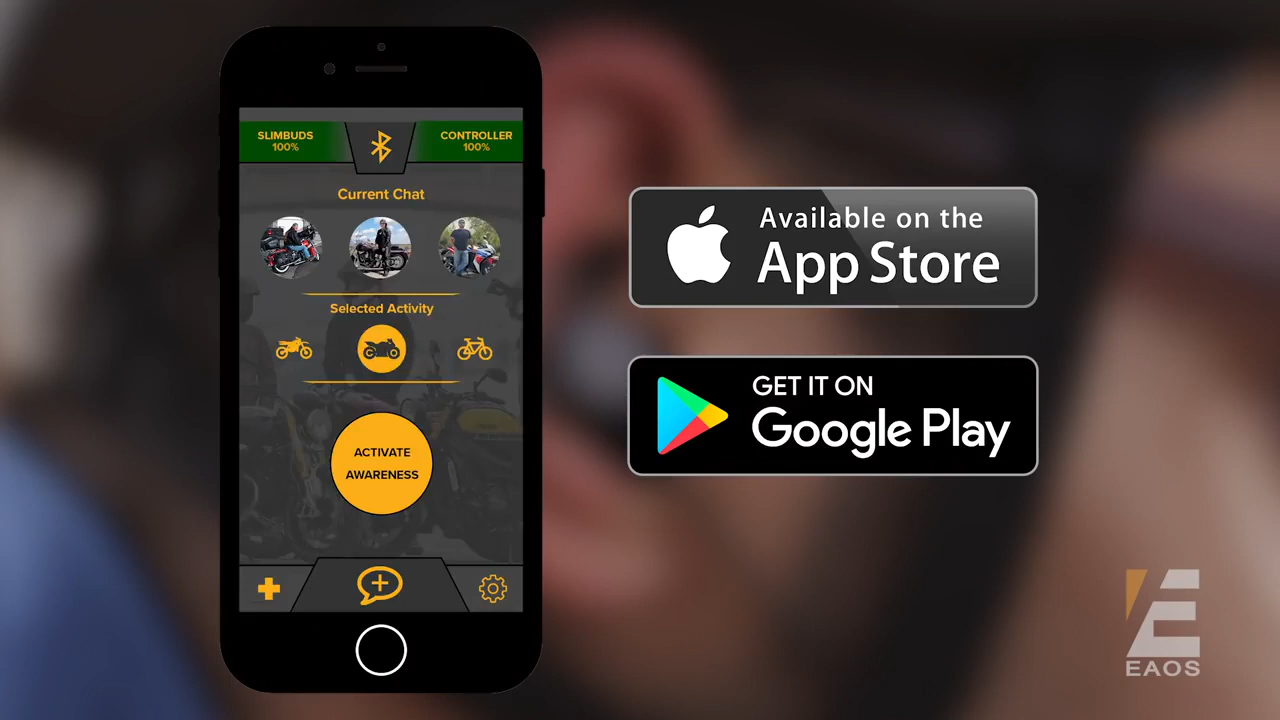 SLIMBUDS
100%
CONTROLLER
100%
Current Chat
Selected Activity
ACTIVATE
AWARENESS
Available on the
App Store
GET IT ON
Google Play
EAOS